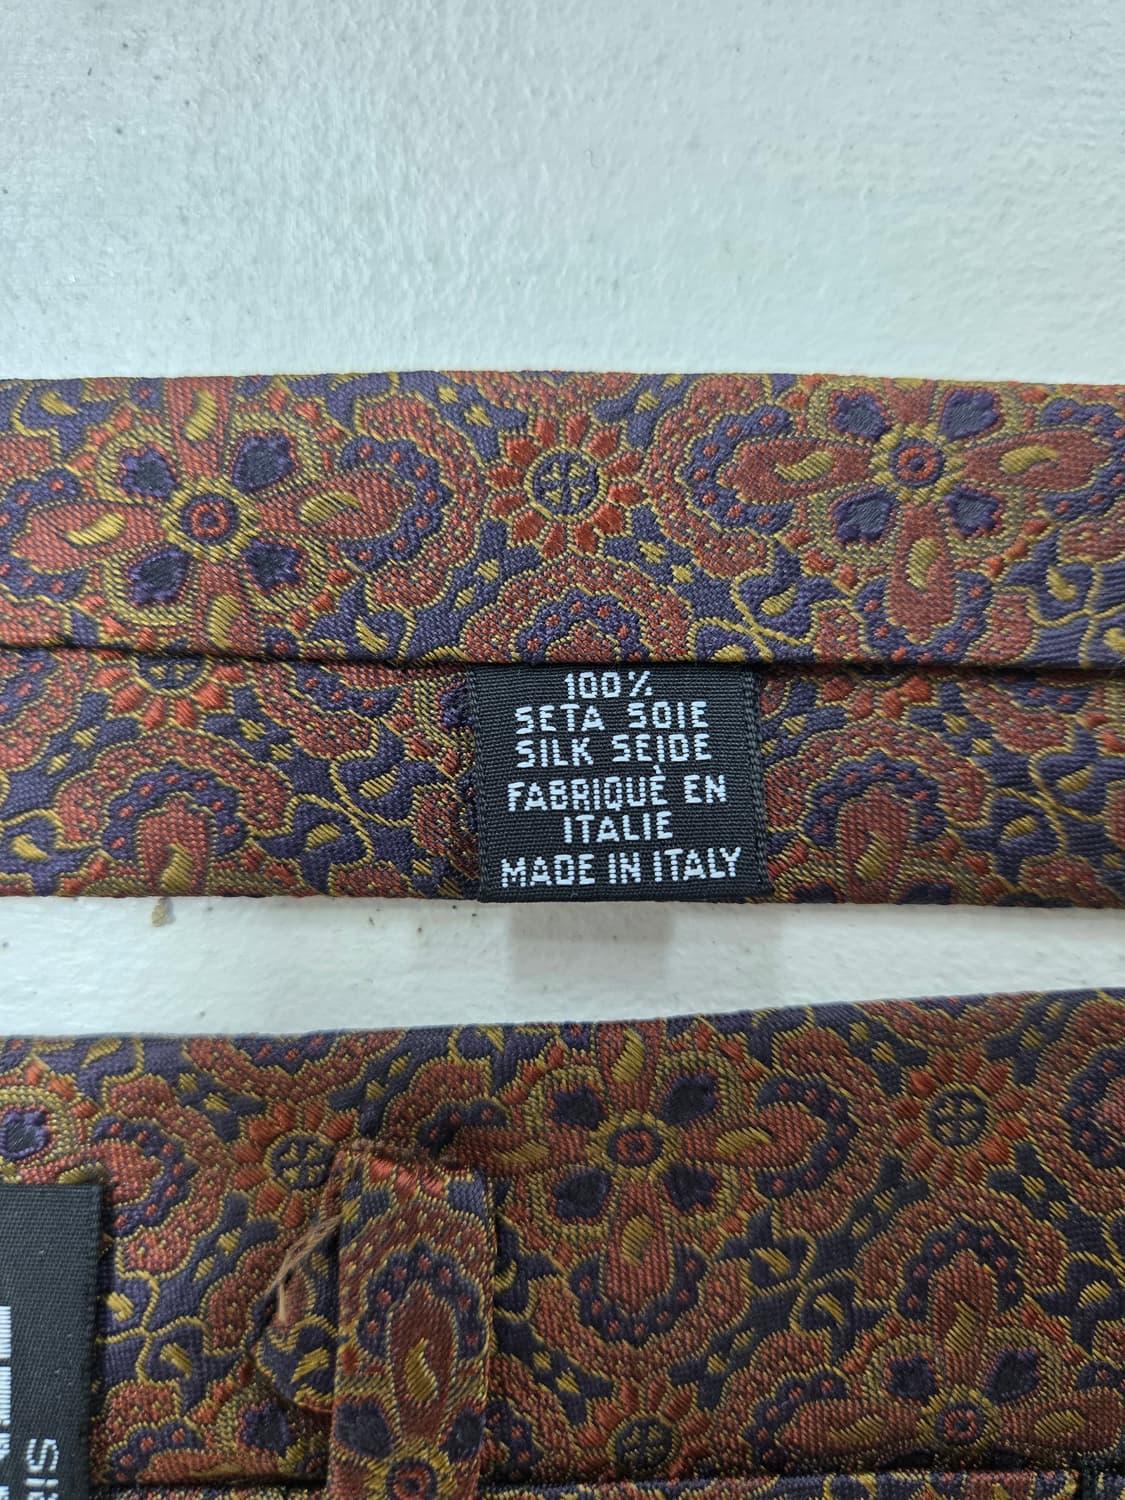 100%
SETA SOIE
SILK SEIDE
FABRIQUÈ EN
ITALIE
MADE IN ITALY